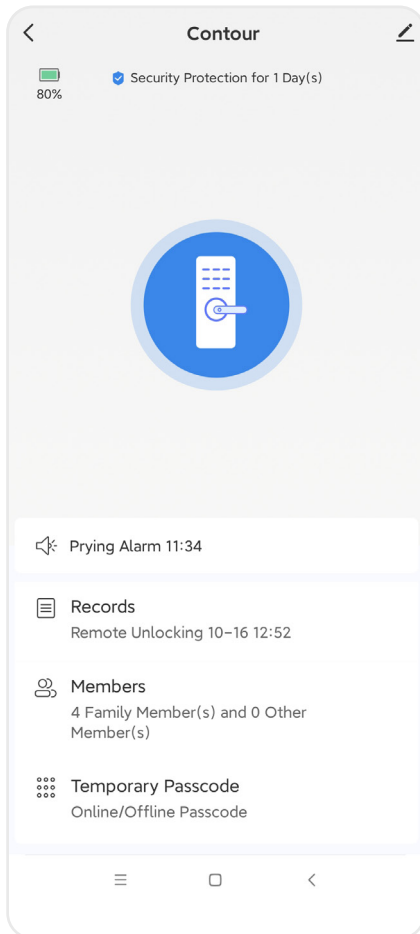 Contour
80%
Security Protection for 1 Day(s)
Prying Alarm 11:34
Records
Remote Unlocking 10-16 12:52
Members
4 Family Member(s) and 0 Other
Member(s)
Temporary Passcode
Online/Offline Passcode